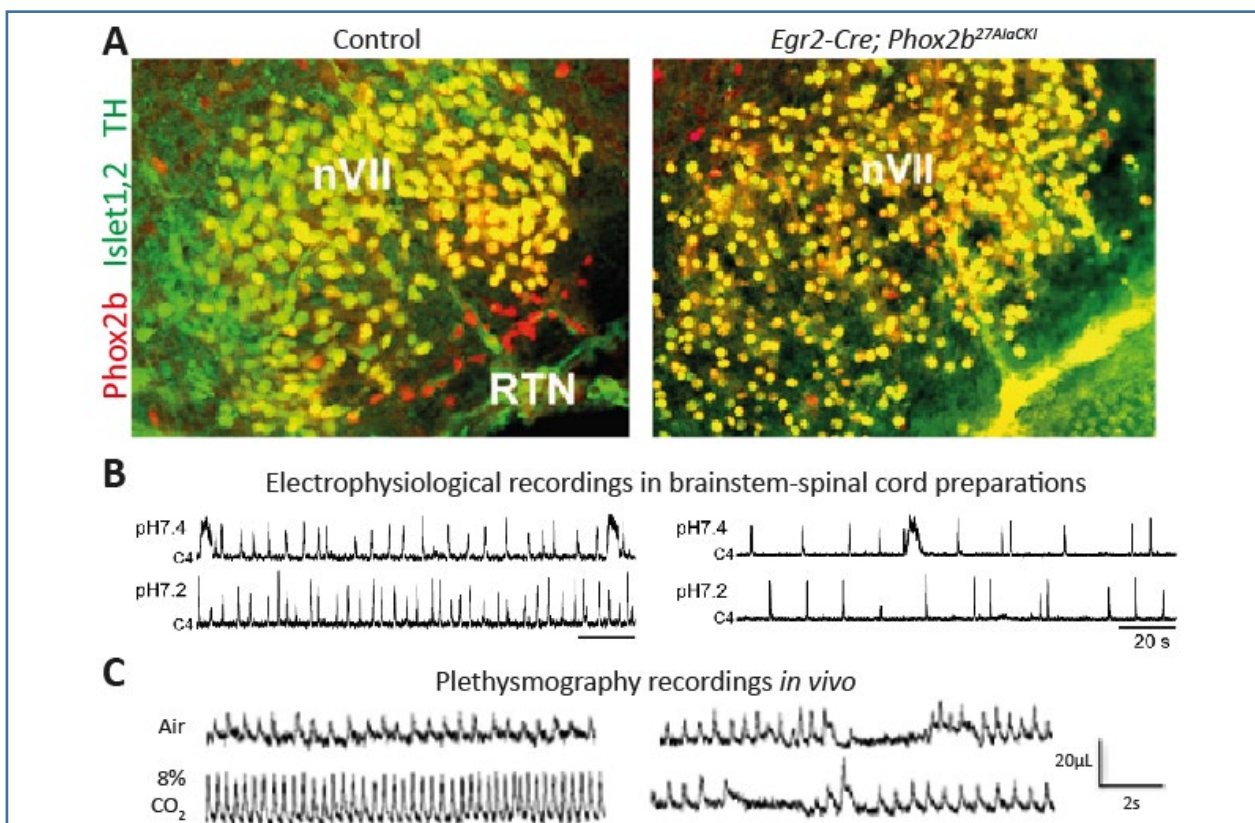 A
Control
Egr2-Cre; Phox2b27AlaCKI
Phox2b Islet1,2 TH
nVII
nVII
RTN
B
Electrophysiological recordings in brainstem-spinal cord preparations
pH7.4
C4
pH7.4
C4
pH7.2
C4
pH7.2
C4
20 s
C
Plethysmography recordings in vivo
Air
8%
CO2
20µL
2s